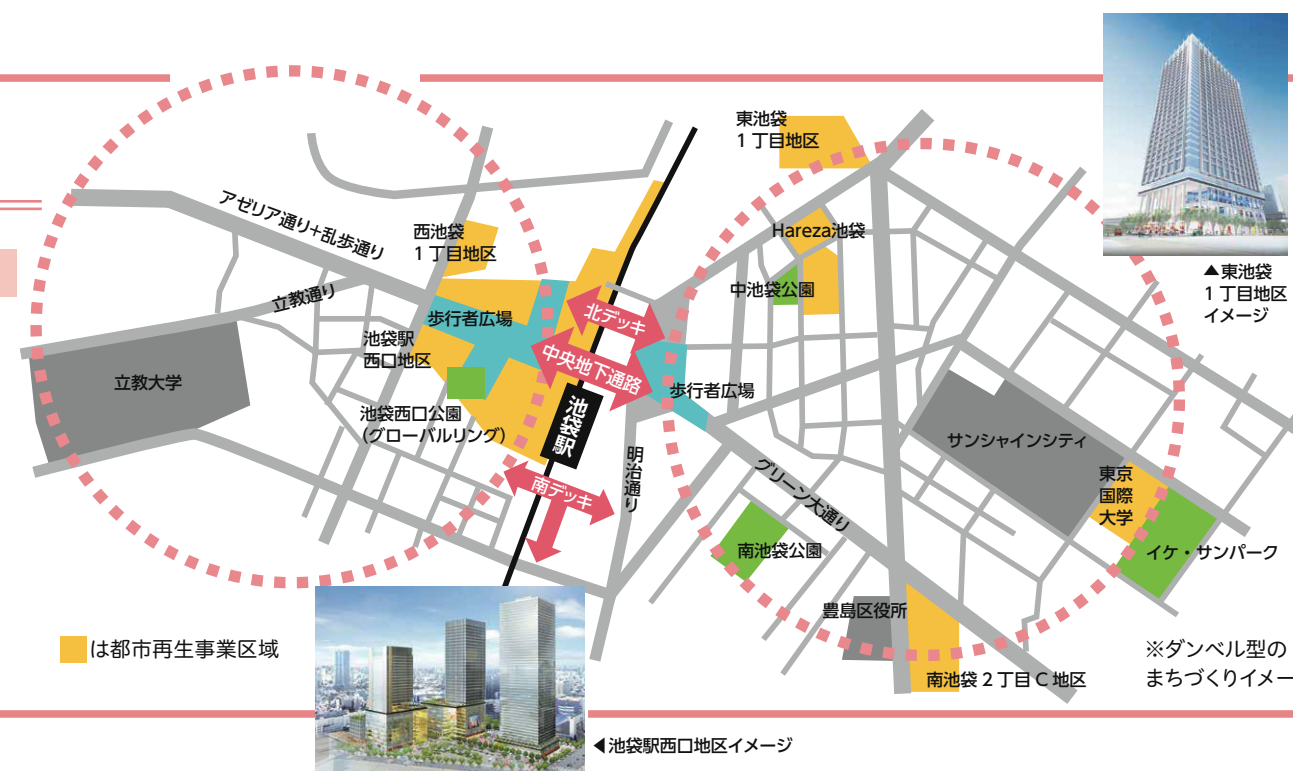 東池袋
1丁目地区
アゼリア通り+乱歩通り
西池袋
1丁目地区
Hareza池袋
▲東池袋
1丁目地区
イメージ
中池袋公園
立教通り
歩行者広場
北デッキ
池袋駅
西口地区
中央地下通路
立教大学
歩行者広場
池袋西口公園
(グローバルリング)
池袋駅
サンシャインシティ
明治通り
東京
国際
大学
南デッキ
グリーン大通り
南池袋公園
イケ・サンパーク
豊島区役所
は都市再生事業区域
※ダンベル型の
まちづくりイメー
南池袋2丁目C地区
◀池袋駅西口地区イメージ